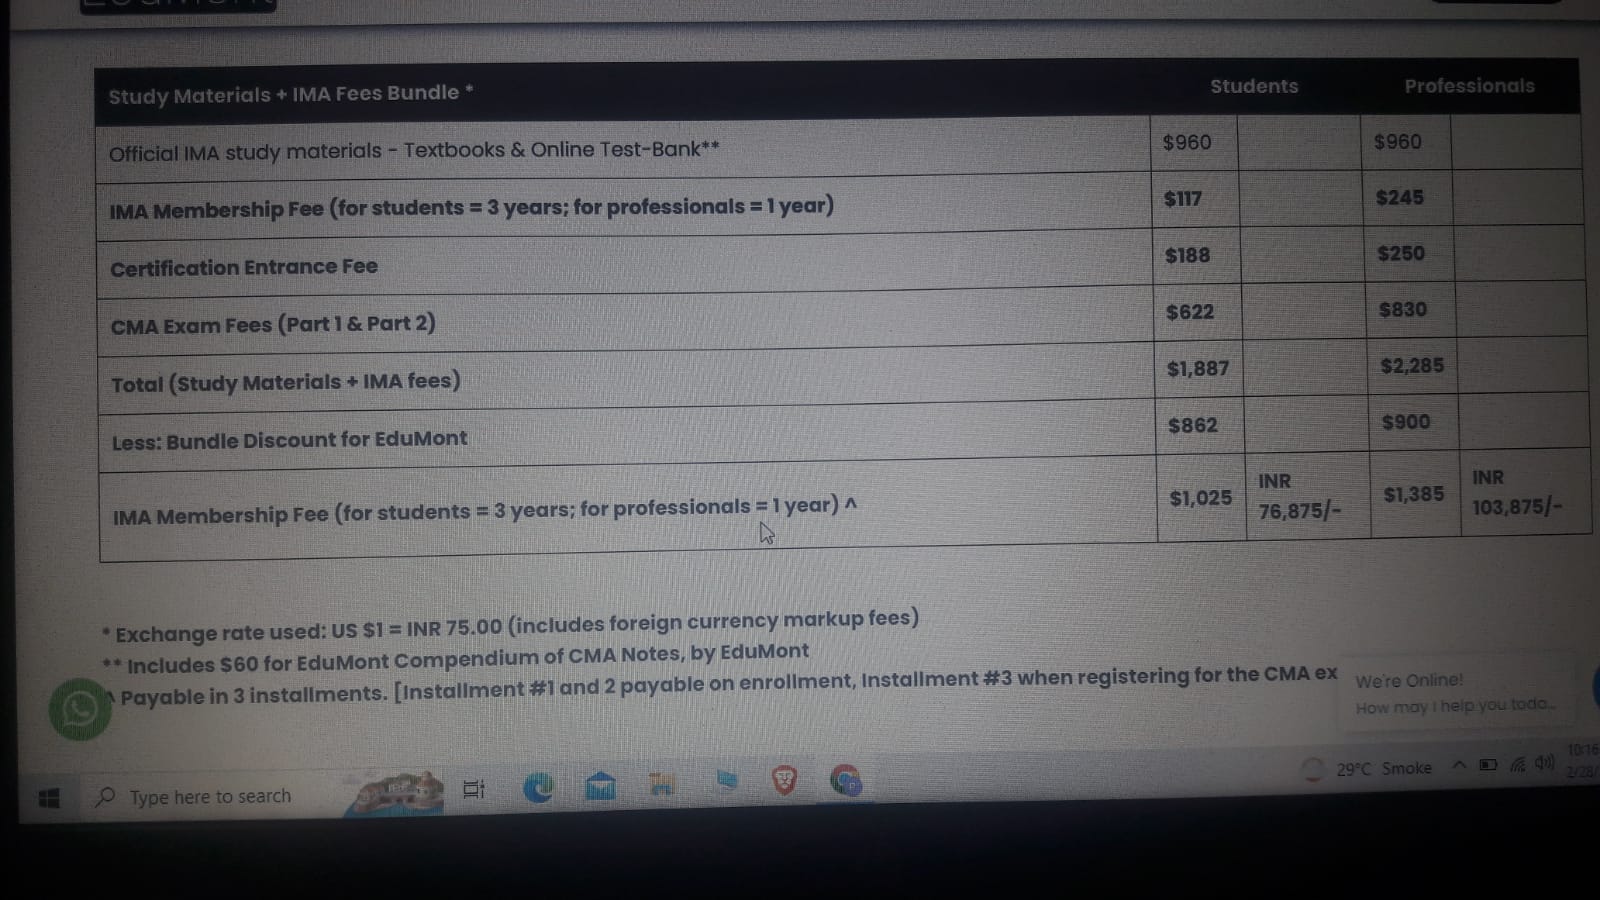 Study Materials + IMA Fees Bundle * Students Professionals
Official IMA study materials - Textbooks & Online Test-Bank** $960 $960
IMA Membership Fee (for students = 3 years; for professionals = 1 year) $117 $245
Certification Entrance Fee $188 $250
CMA Exam Fees (Part 1 & Part 2) $622 $830
Total (Study Materials + IMA fees) $1,887 $2,285
Less: Bundle Discount for EduMont $862 $900
IMA Membership Fee (for students = 3 years; for professionals = 1 year) ^ $1,025 INR 76,875/- $1,385 INR 103,875/-
* Exchange rate used: US $1 = INR 75.00 (includes foreign currency markup fees)
** Includes $60 for EduMont Compendium of CMA Notes, by EduMont
^ Payable in 3 installments. [Installment #1 and 2 payable on enrollment, Installment #3 when registering for the CMA ex
We're Online!
How may I help you toda...
Type here to search
29°C Smoke
10:16
2/28/